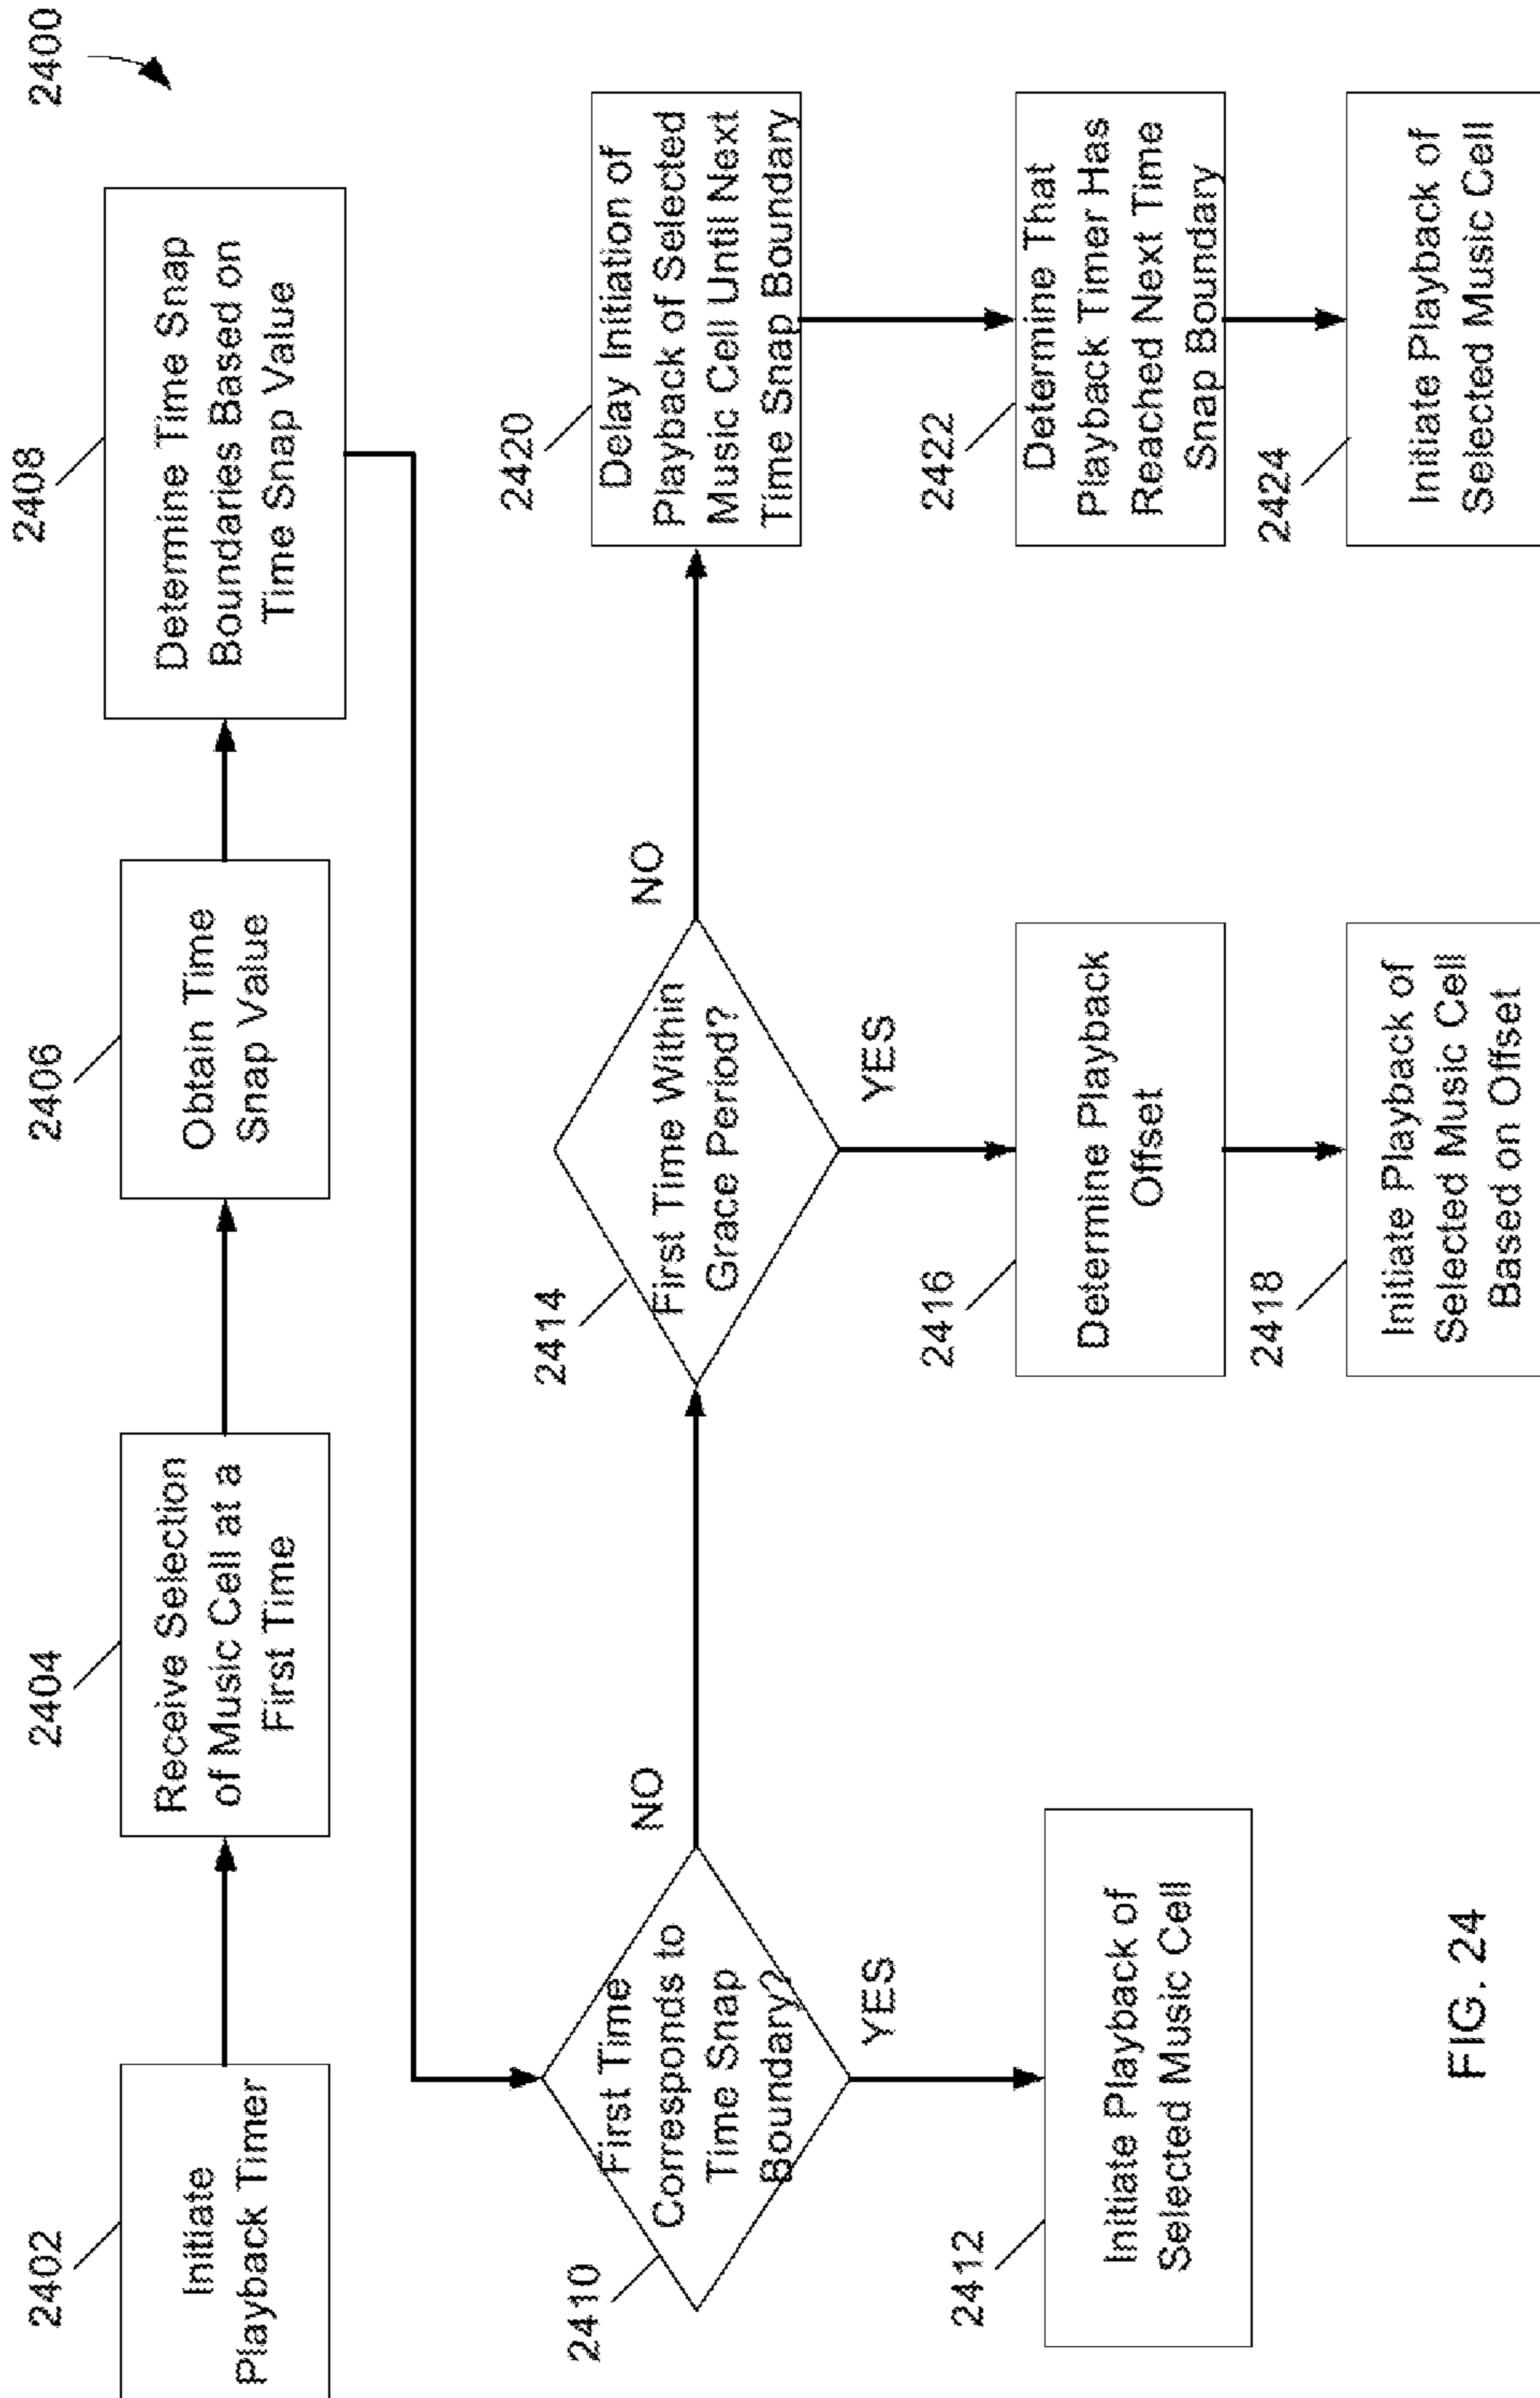 2400
2402
Initiate
Playback Timer
2404
Receive Selection
of Music Cell at a
First Time
2406
Obtain Time
Snap Value
2408
Determine Time Snap
Boundaries Based on
Time Snap Value
2410
First Time
Corresponds to
Time Snap
Boundary?
NO
YES
2412
Initiate Playback of
Selected Music Cell
2414
First Time Within
Grace Period?
NO
YES
2416
Determine Playback
Offset
2418
Initiate Playback of
Selected Music Cell
Based on Offset
2420
Delay Initiation of
Playback of Selected
Music Cell Until Next
Time Snap Boundary
2422
Determine That
Playback Timer Has
Reached Next Time
Snap Boundary
2424
Initiate Playback of
Selected Music Cell
FIG. 24